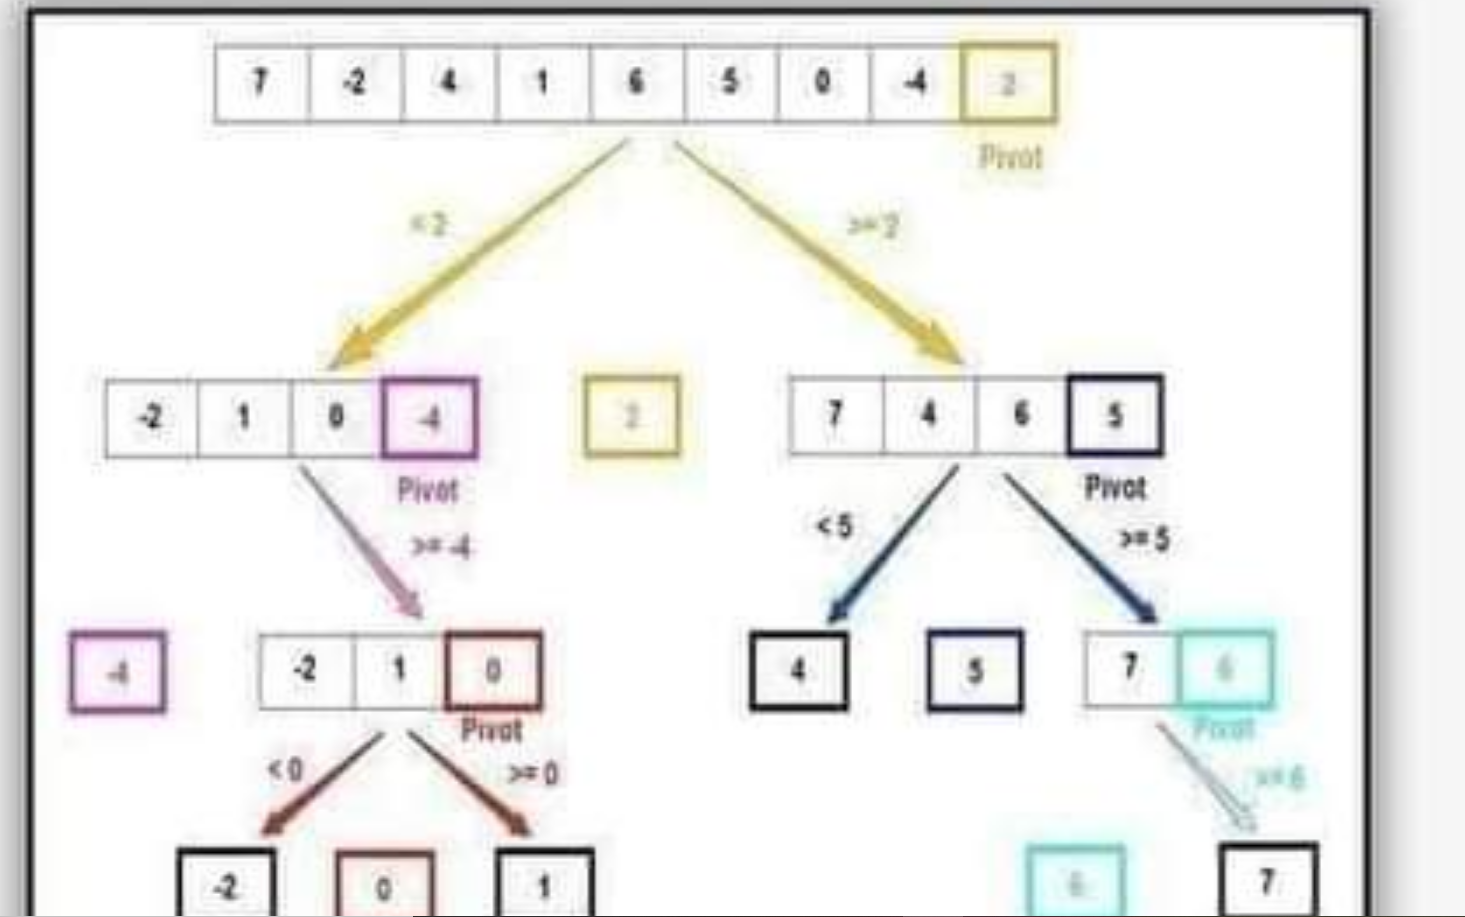 7 -2 4 1 6 5 0 -4 2
Pivot
< 2 >= 2
-2 1 0 -4 2 7 4 6 5
Pivot Pivot
< 5 >= 5
>= -4
-4 -2 1 0 4 5 7 6
Pivot Pivot
< 0 >= 0 >= 6
-2 0 1 6 7